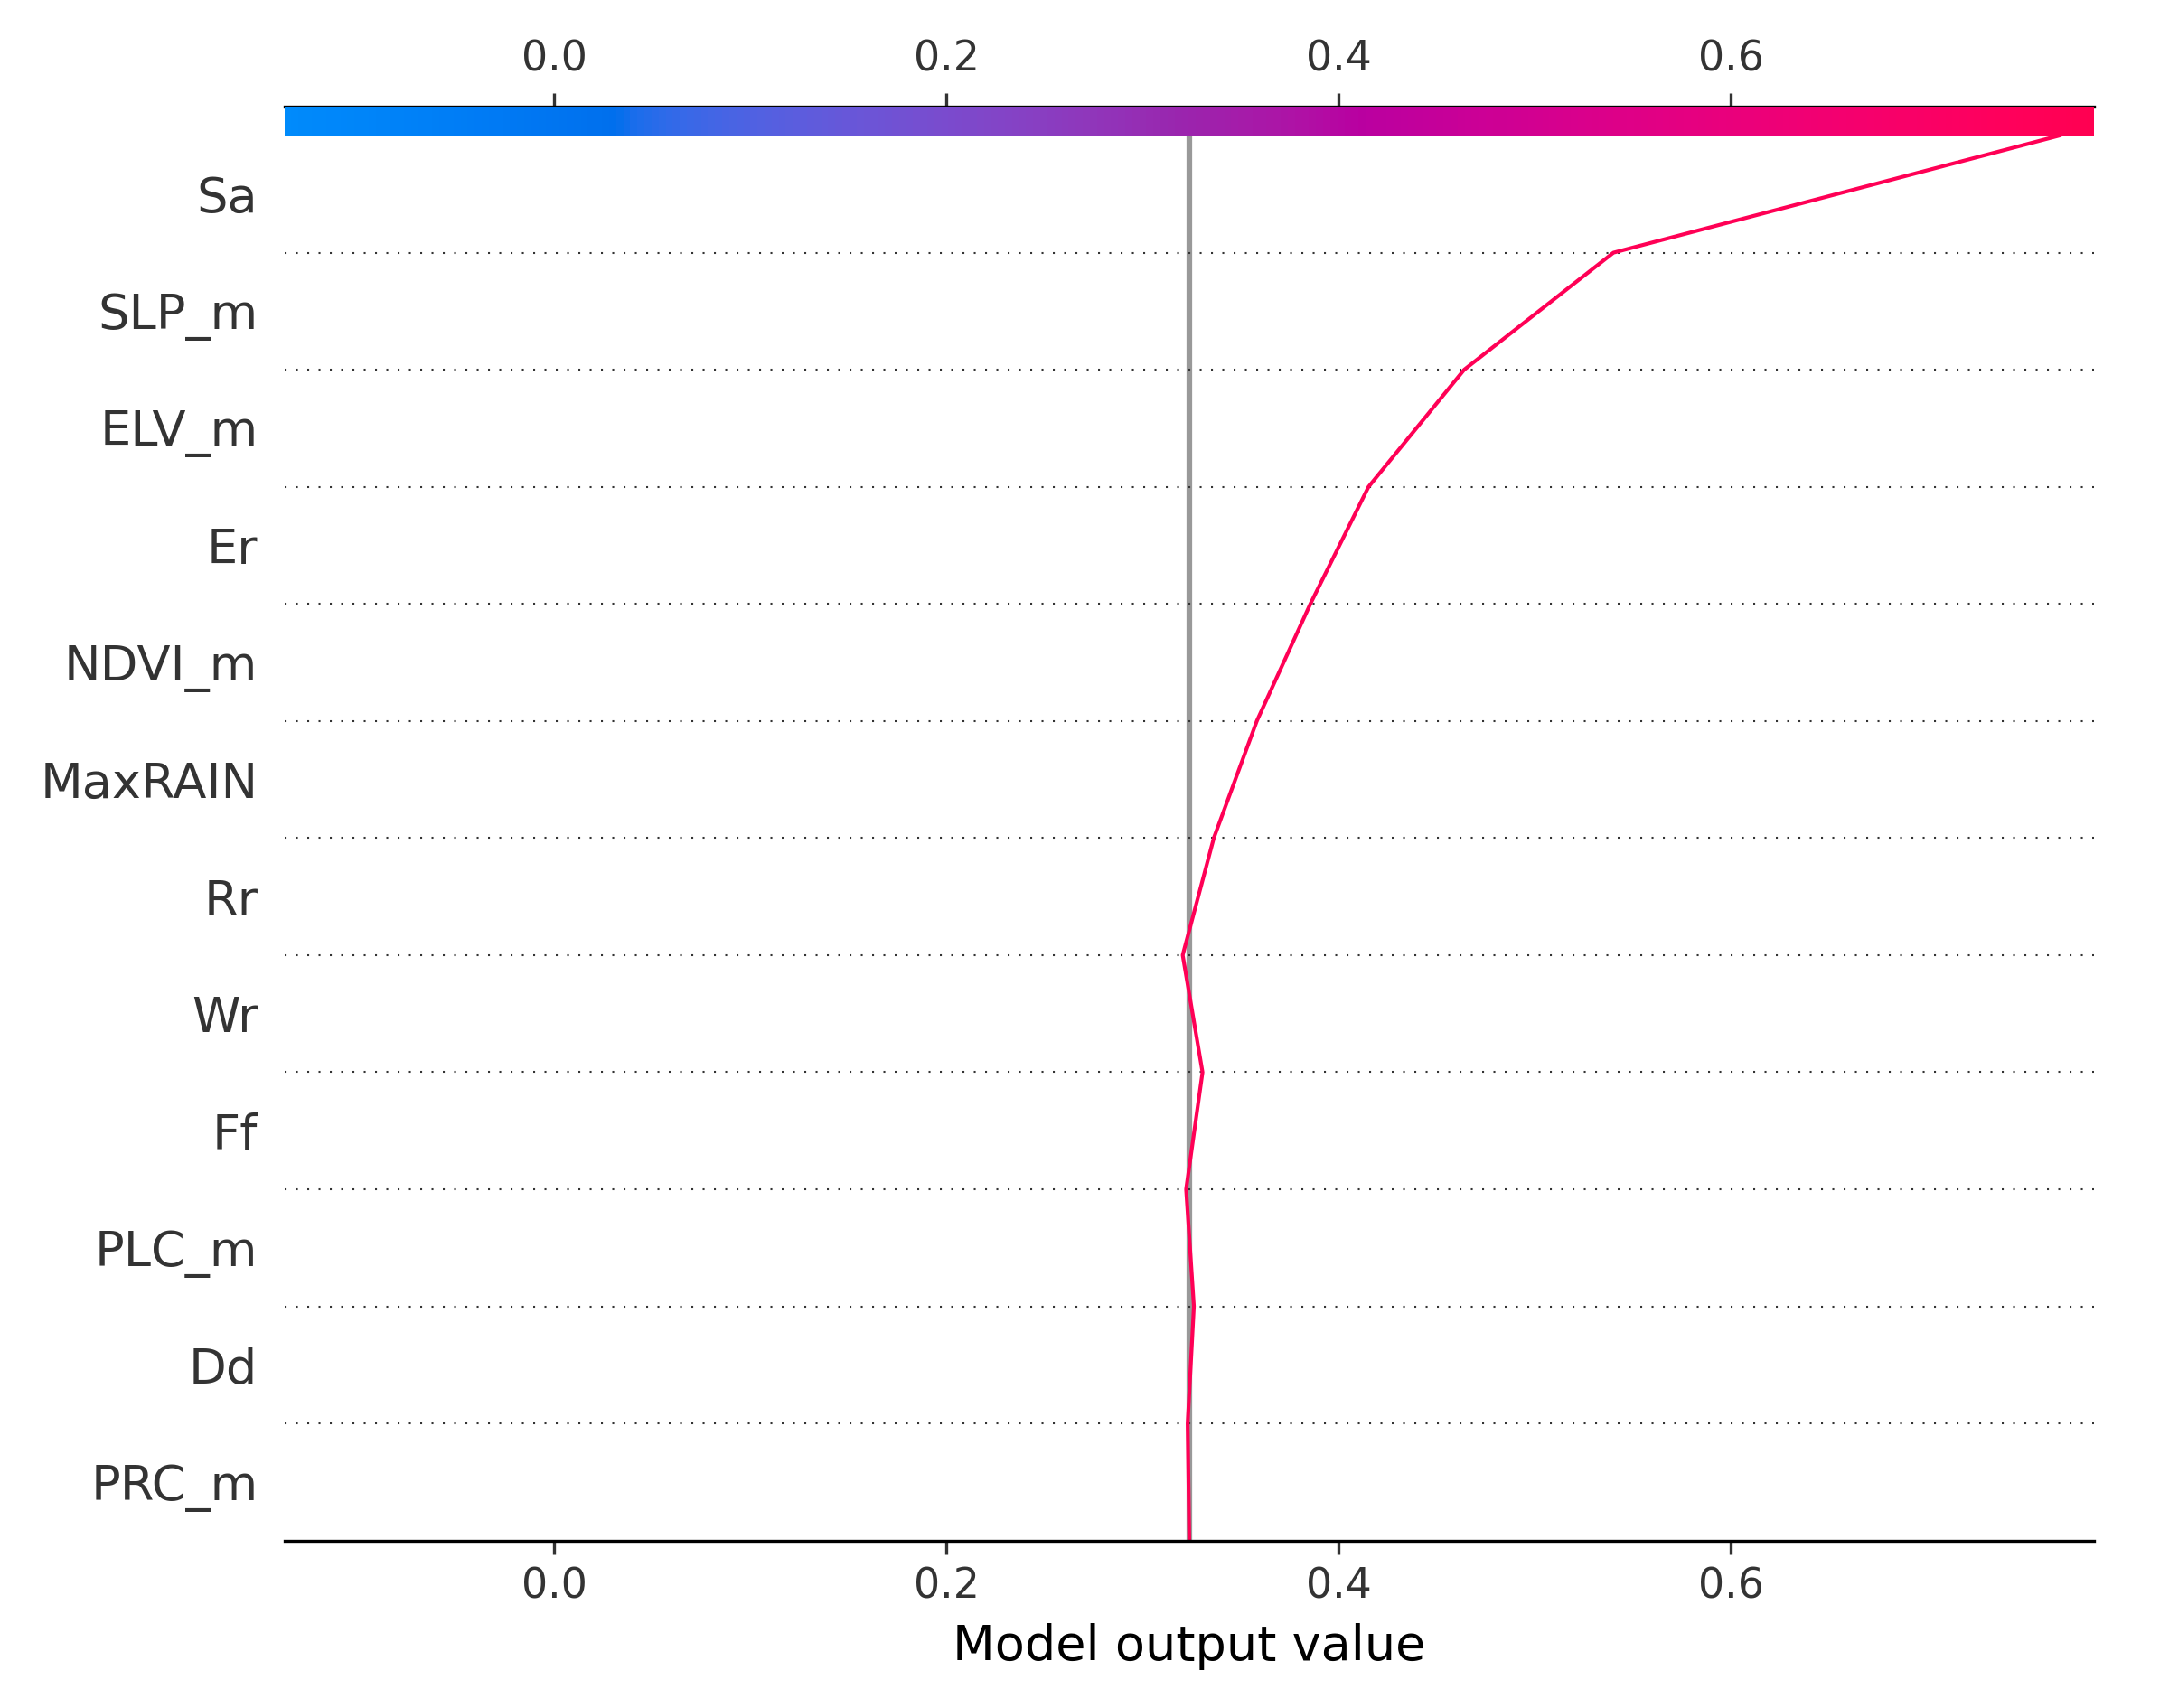 0.0 0.2 0.4 0.6
Sa
SLP_m
ELV_m
Er
NDVI_m
MaxRAIN
Rr
Wr
Ff
PLC_m
Dd
PRC_m
0.0 0.2 0.4 0.6
Model output value